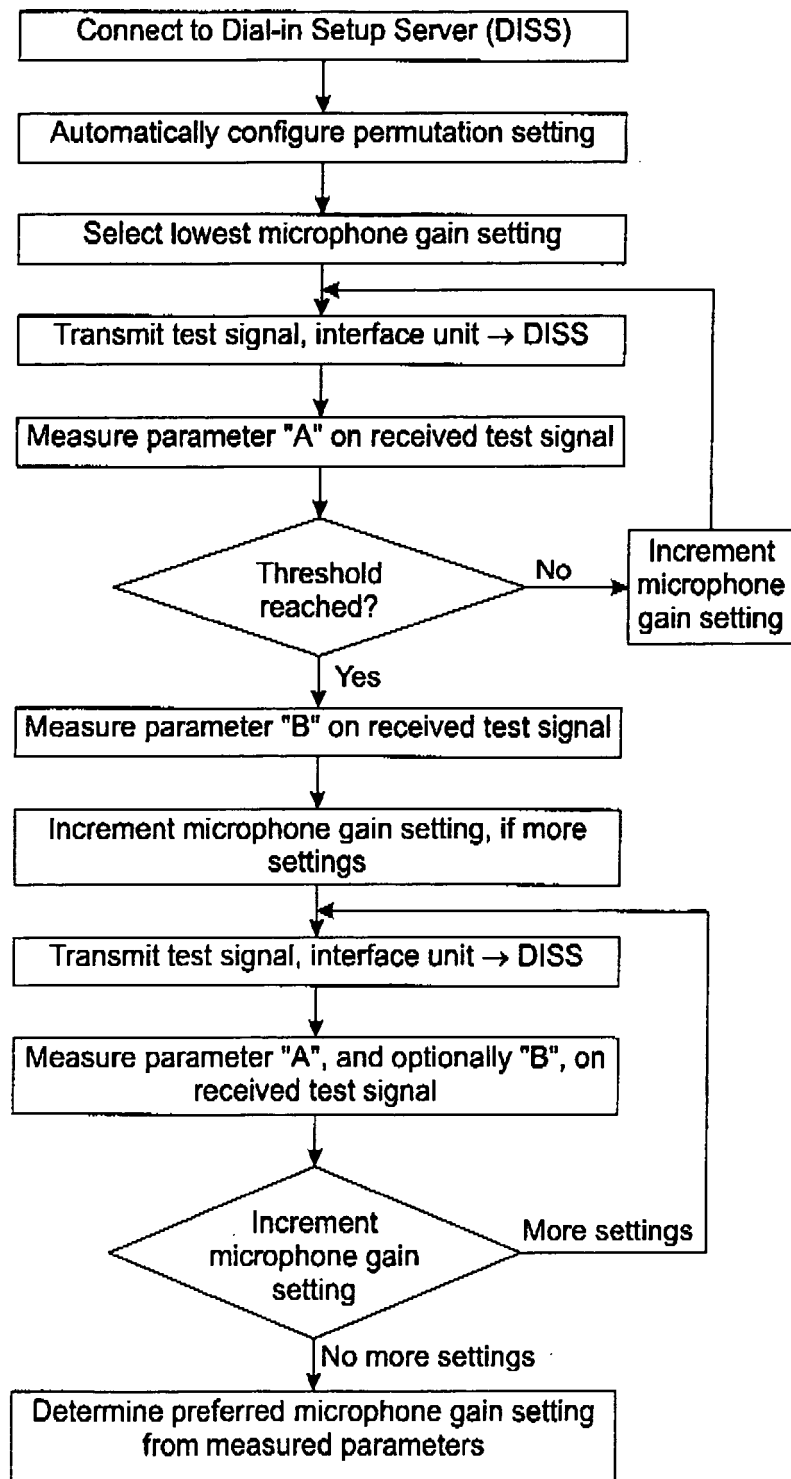 Connect to Dial-in Setup Server (DISS)
Automatically configure permutation setting
Select lowest microphone gain setting
Transmit test signal, interface unit → DISS
Measure parameter "A" on received test signal
Threshold
reached?
No
Increment
microphone
gain setting
Yes
Measure parameter "B" on received test signal
Increment microphone gain setting, if more
settings
Transmit test signal, interface unit → DISS
Measure parameter "A", and optionally "B", on
received test signal
Increment
microphone gain
setting
More settings
No more settings
Determine preferred microphone gain setting
from measured parameters